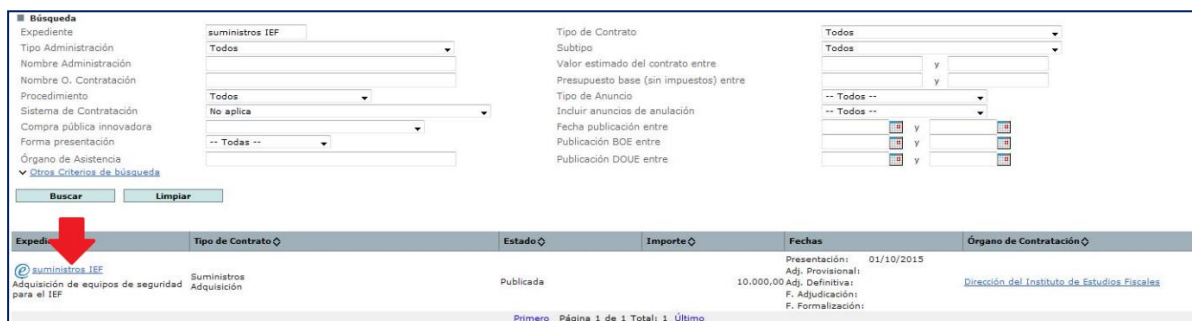 Búsqueda
Expediente suministros IEF Tipo de Contrato Todos
Tipo Administración Todos Subtipo Todos
Nombre Administración Valor estimado del contrato entre y
Nombre O. Contratación Presupuesto base (sin impuestos) entre y
Procedimiento Todos Tipo de Anuncio -- Todos --
Sistema de Contratación No aplica Incluir anuncios de anulación -- Todos --
Compra pública innovadora Fecha publicación entre y
Forma presentación -- Todas -- Publicación BOE entre y
Órgano de Asistencia Publicación DOUE entre y
Otros Criterios de búsqueda
Buscar Limpiar
Expedi Tipo de Contrato Estado Importe Fechas Órgano de Contratación
suministros IEF
Adquisición de equipos de seguridad para el IEF
Suministros
Adquisición
Publicada
10.000,00
Presentación: 01/10/2015
Adj. Provisional:
Adj. Definitiva:
F. Adjudicación:
F. Formalización:
Dirección del Instituto de Estudios Fiscales
Primero Página 1 de 1 Total: 1 Último